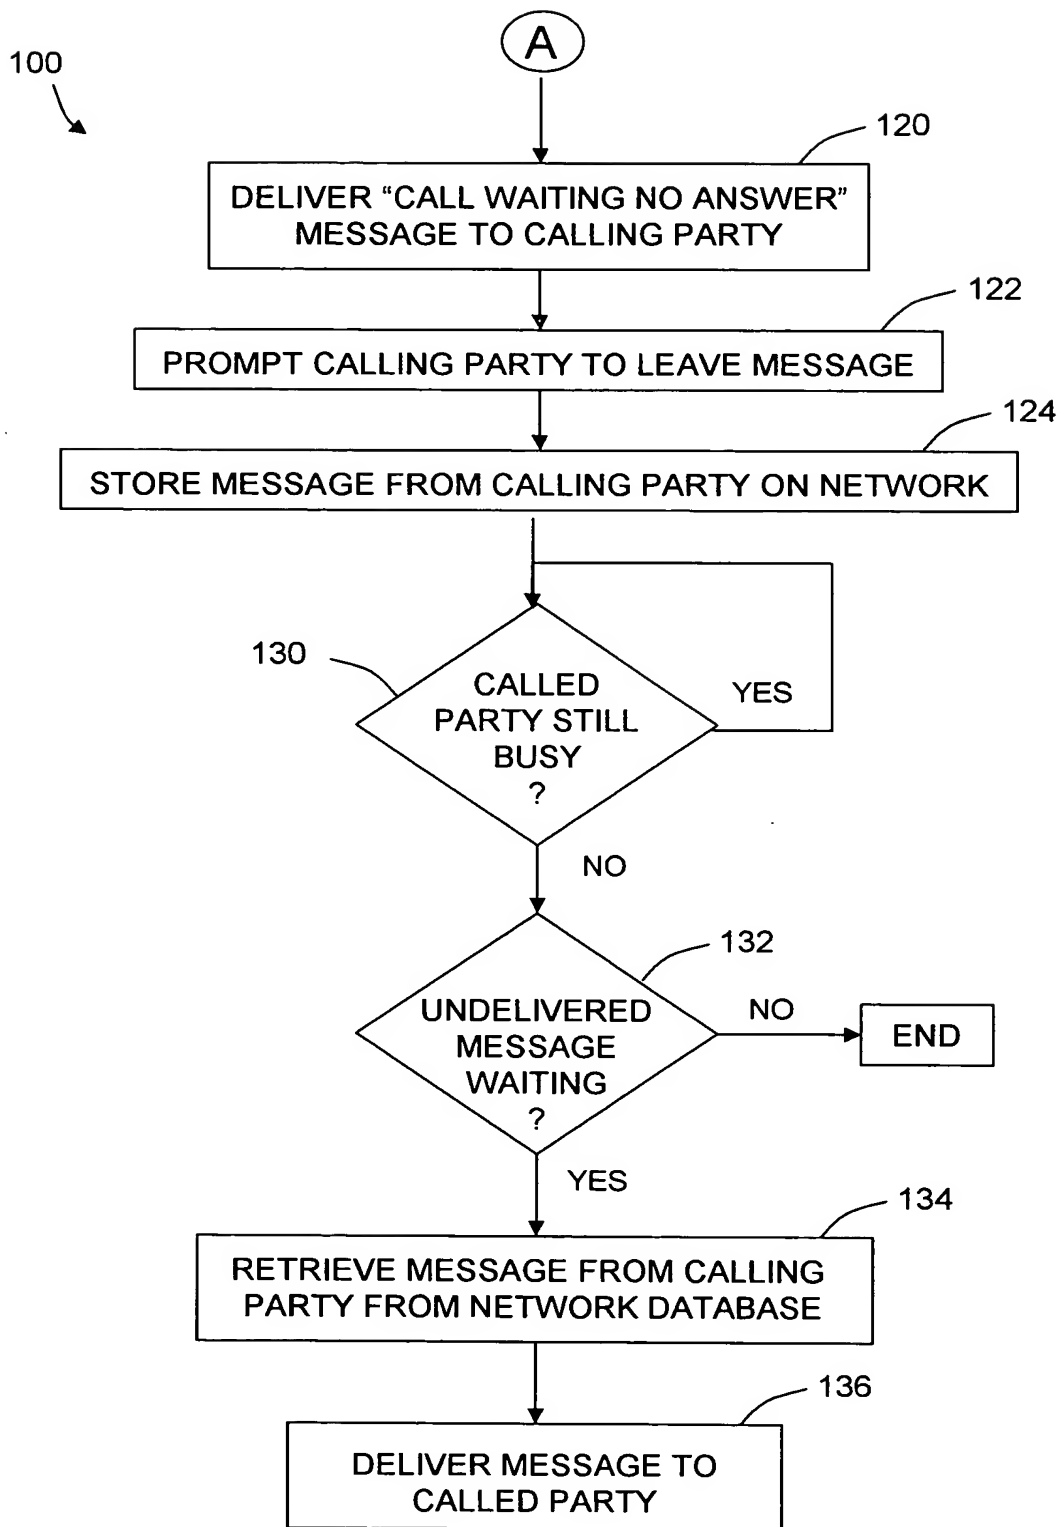 A
100
120
DELIVER “CALL WAITING NO ANSWER”
MESSAGE TO CALLING PARTY
122
PROMPT CALLING PARTY TO LEAVE MESSAGE
124
STORE MESSAGE FROM CALLING PARTY ON NETWORK
130
CALLED
PARTY STILL
BUSY
?
YES
NO
132
UNDELIVERED
MESSAGE
WAITING
?
NO
END
YES
134
RETRIEVE MESSAGE FROM CALLING
PARTY FROM NETWORK DATABASE
136
DELIVER MESSAGE TO
CALLED PARTY